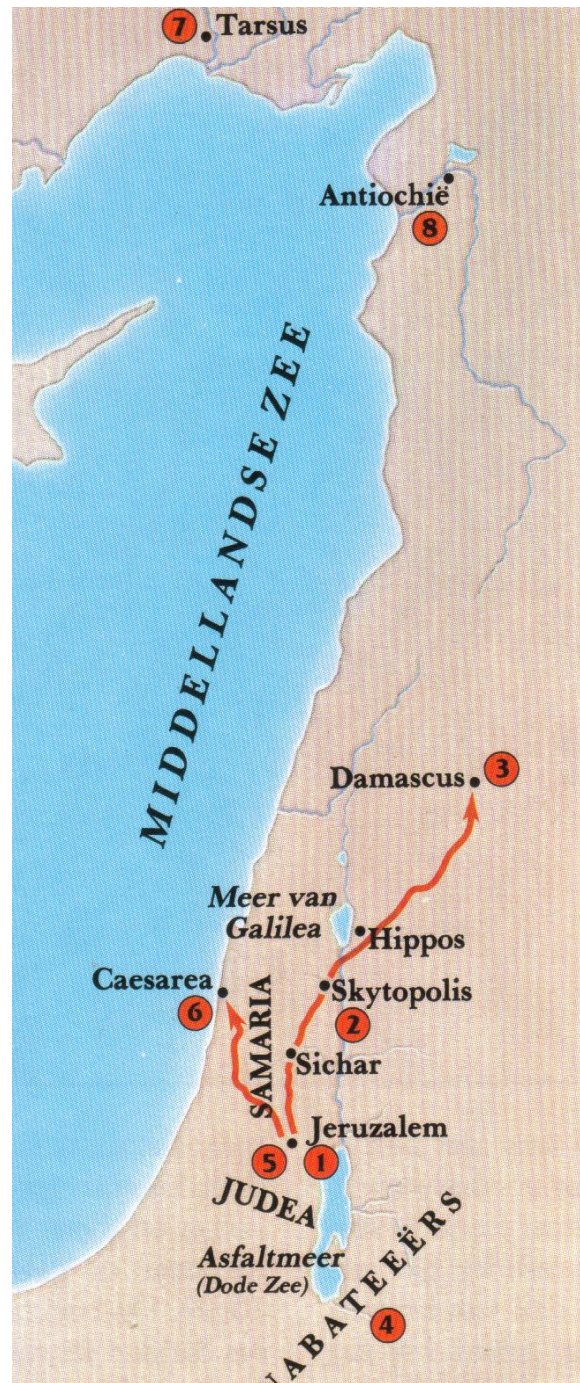 7 Tarsus
Antiochië
8
MIDDELLANDSE ZEE
Damascus 3
Meer van
Galilea
Hippos
Caesarea
6
Skytopolis
2
SAMARIA
Sichar
Jeruzalem
5 1
JUDEA
Asfaltmeer
(Dode Zee)
NABATEEËRS
4